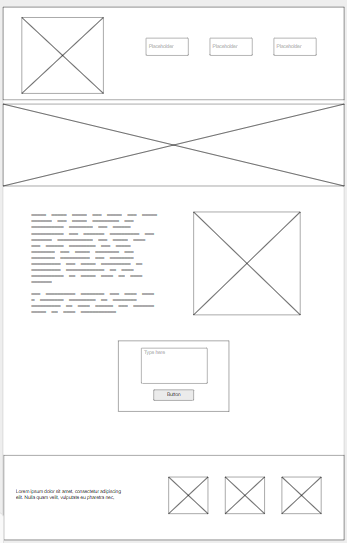 Placeholder
Placeholder
Placeholder
Type here
Button
Lorem ipsum dolor sit amet, consectetur adipiscing
elit. Nulla quam velit, vulputate eu pharetra nec,